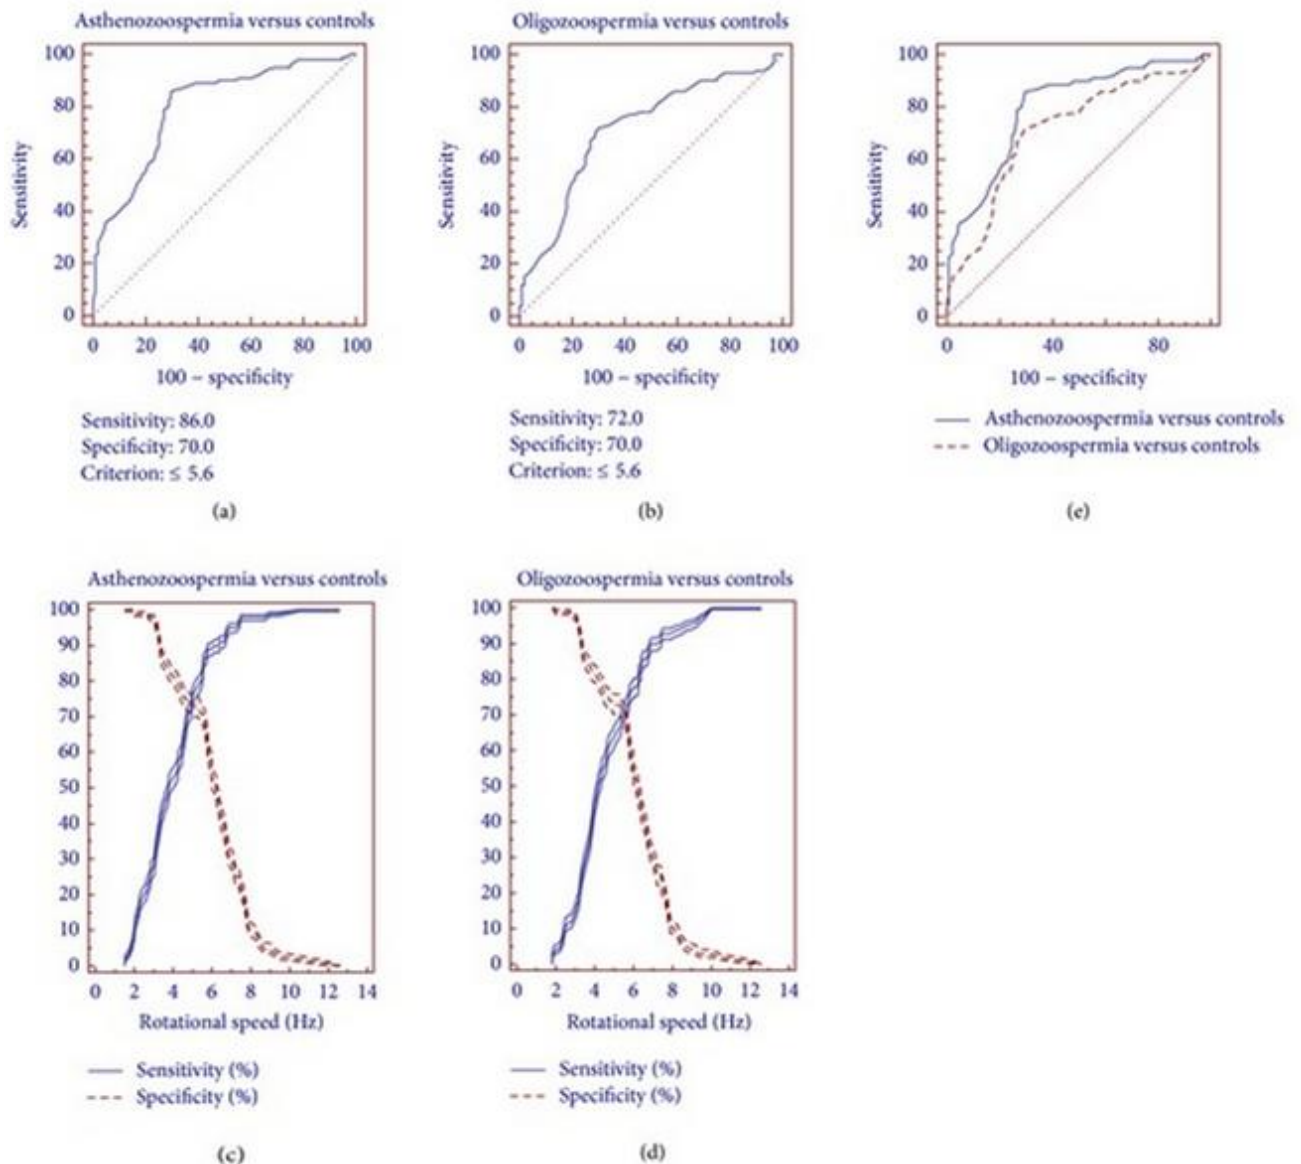 Asthenozoospermia versus controls
100
80
60
40
20
0
Sensitivity
0 20 40 60 80 100
100 – specificity
Sensitivity: 86.0
Specificity: 70.0
Criterion: ≤ 5.6
(a)
Oligozoospermia versus controls
100
80
60
40
20
0
Sensitivity
0 20 40 60 80 100
100 – specificity
Sensitivity: 72.0
Specificity: 70.0
Criterion: ≤ 5.6
(b)
100
80
60
40
20
0
Sensitivity
0 40 80
100 – specificity
Asthenozoospermia versus controls
Oligozoospermia versus controls
(e)
Asthenozoospermia versus controls
100
90
80
70
60
50
40
30
20
10
0
0 2 4 6 8 10 12 14
Rotational speed (Hz)
Sensitivity (%)
Specificity (%)
(c)
Oligozoospermia versus controls
100
90
80
70
60
50
40
30
20
10
0
0 2 4 6 8 10 12 14
Rotational speed (Hz)
Sensitivity (%)
Specificity (%)
(d)